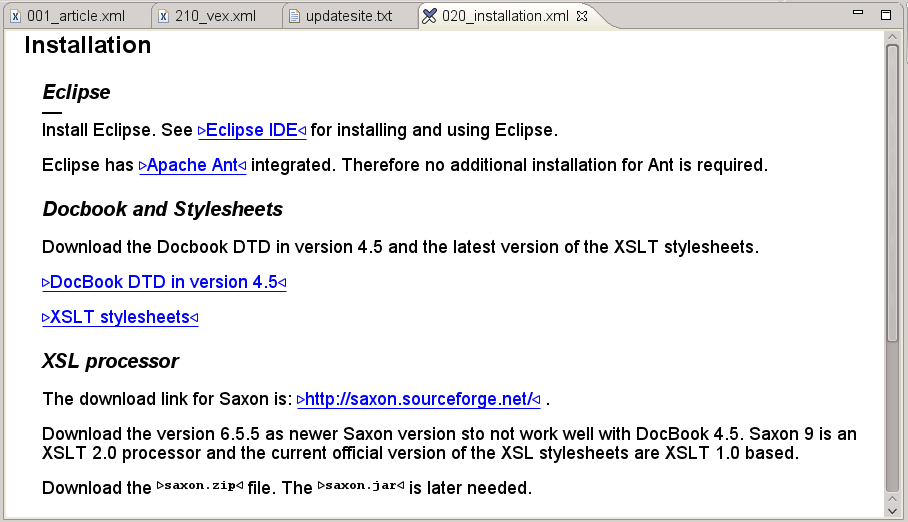 001_article.xml 210_vex.xml updatesite.txt 020_installation.xml
Installation
Eclipse
Install Eclipse. See Eclipse IDE for installing and using Eclipse.
Eclipse has Apache Ant integrated. Therefore no additional installation for Ant is required.
Docbook and Stylesheets
Download the Docbook DTD in version 4.5 and the latest version of the XSLT stylesheets.
DocBook DTD in version 4.5
XSLT stylesheets
XSL processor
The download link for Saxon is: http://saxon.sourceforge.net/ .
Download the version 6.5.5 as newer Saxon version sto not work well with DocBook 4.5. Saxon 9 is an
XSLT 2.0 processor and the current official version of the XSL stylesheets are XSLT 1.0 based.
Download the saxon.zip file. The saxon.jar is later needed.